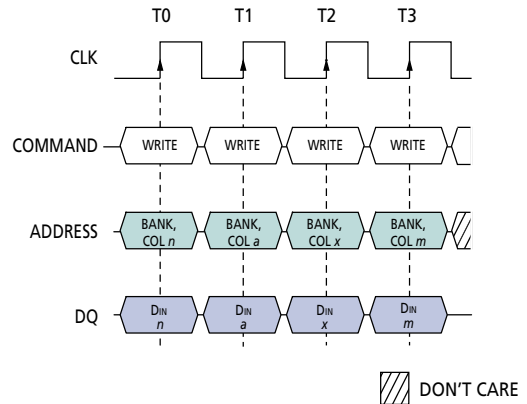 T0 T1 T2 T3
CLK
COMMAND WRITE WRITE WRITE WRITE
ADDRESS BANK, COL n BANK, COL a BANK, COL x BANK, COL m
DQ DIN n DIN a DIN x DIN m
DON'T CARE